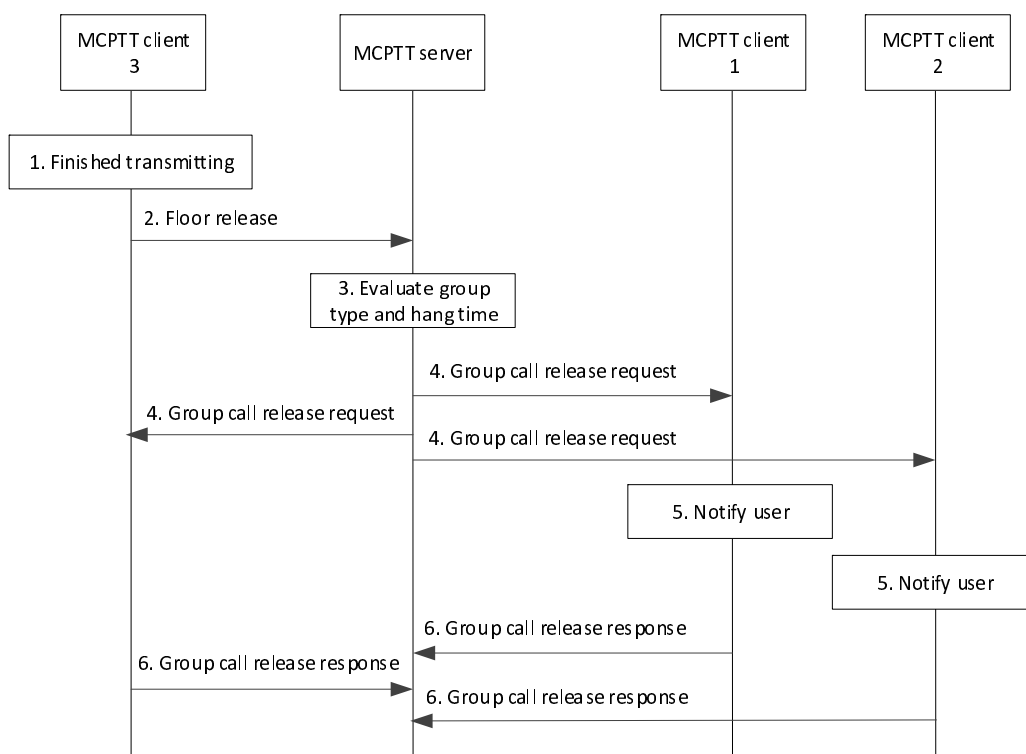 MCPTT client
3
MCPTT server
MCPTT client
1
MCPTT client
2
1. Finished transmitting
2. Floor release
3. Evaluate group
type and hang time
4. Group call release request
4. Group call release request
4. Group call release request
5. Notify user
5. Notify user
6. Group call release response
6. Group call release response
6. Group call release response